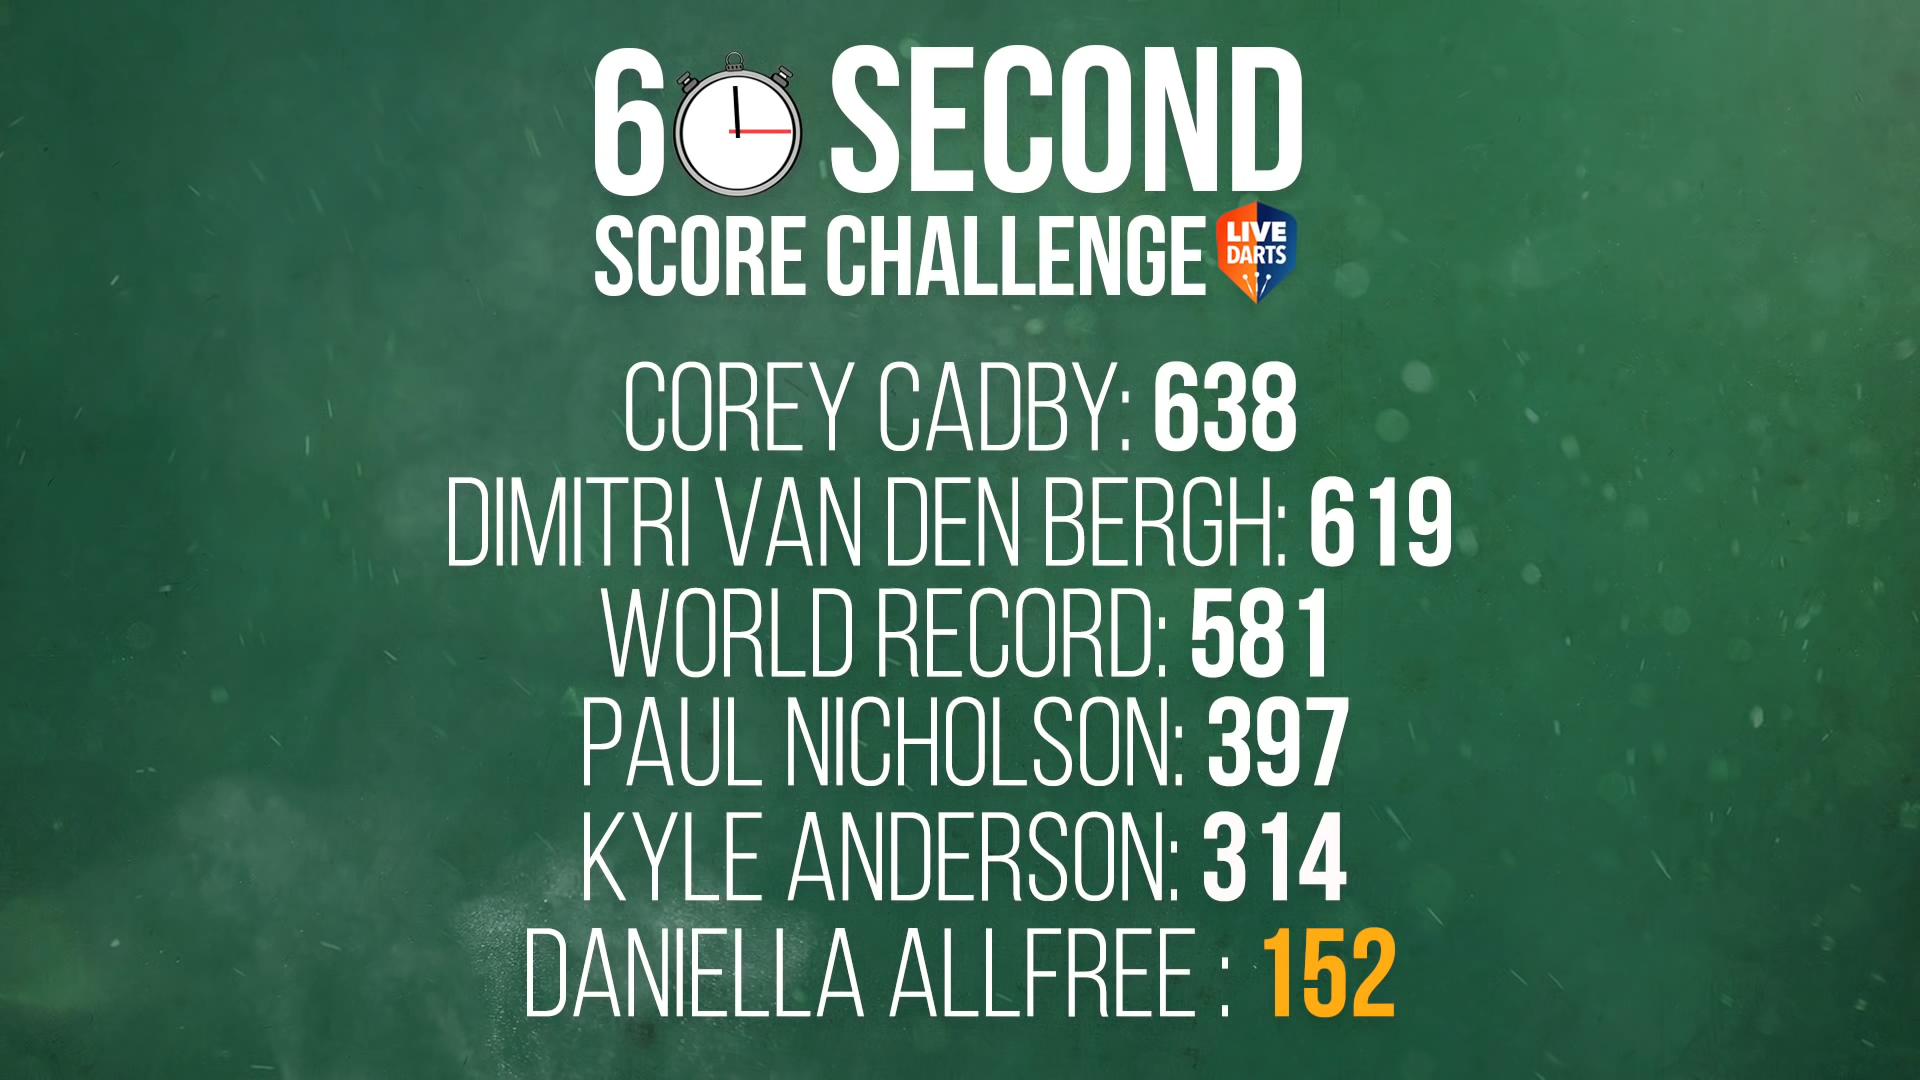 60 SECOND
SCORE CHALLENGE
LIVE
DARTS
COREY CADBY: 638
DIMITRI VAN DEN BERGH: 619
WORLD RECORD: 581
PAUL NICHOLSON: 397
KYLE ANDERSON: 314
DANIELLA ALLFREE : 152